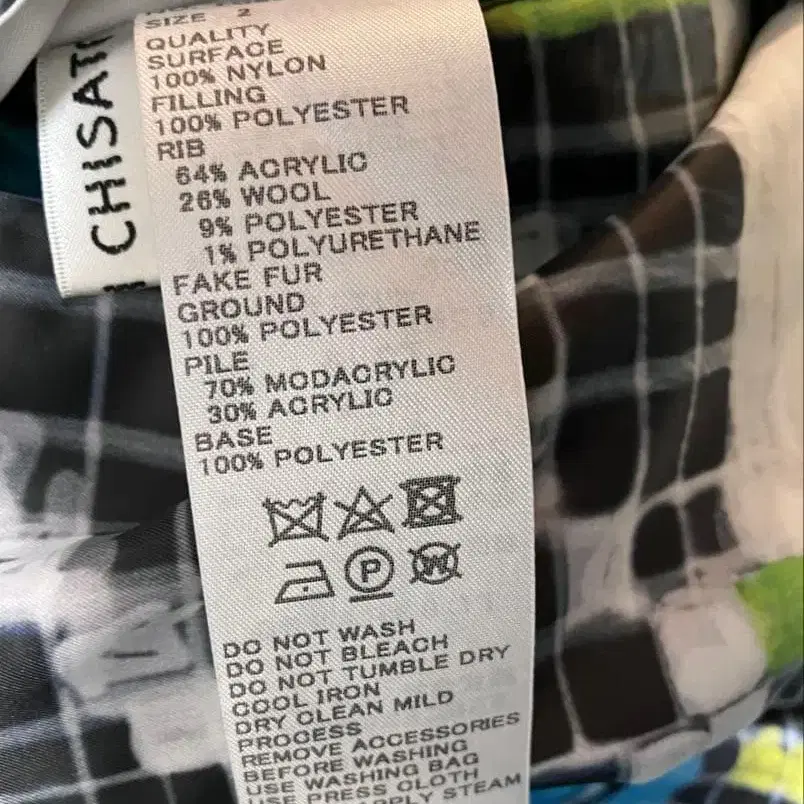 CHISAT
SIZE 2
QUALITY
SURFACE
100% NYLON
FILLING
100% POLYESTER
RIB
64% ACRYLIC
26% WOOL
9% POLYESTER
1% POLYURETHANE
FAKE FUR
GROUND
100% POLYESTER
PILE
70% MODACRYLIC
30% ACRYLIC
BASE
100% POLYESTER
P
W
DO NOT WASH
DO NOT BLEACH
DO NOT TUMBLE DRY
COOL IRON
DRY CLEAN MILD
PROCESS
REMOVE ACCESSORIES
BEFORE WASHING
USE WASHING BAG
USE PRESS CLOTH
STEAM